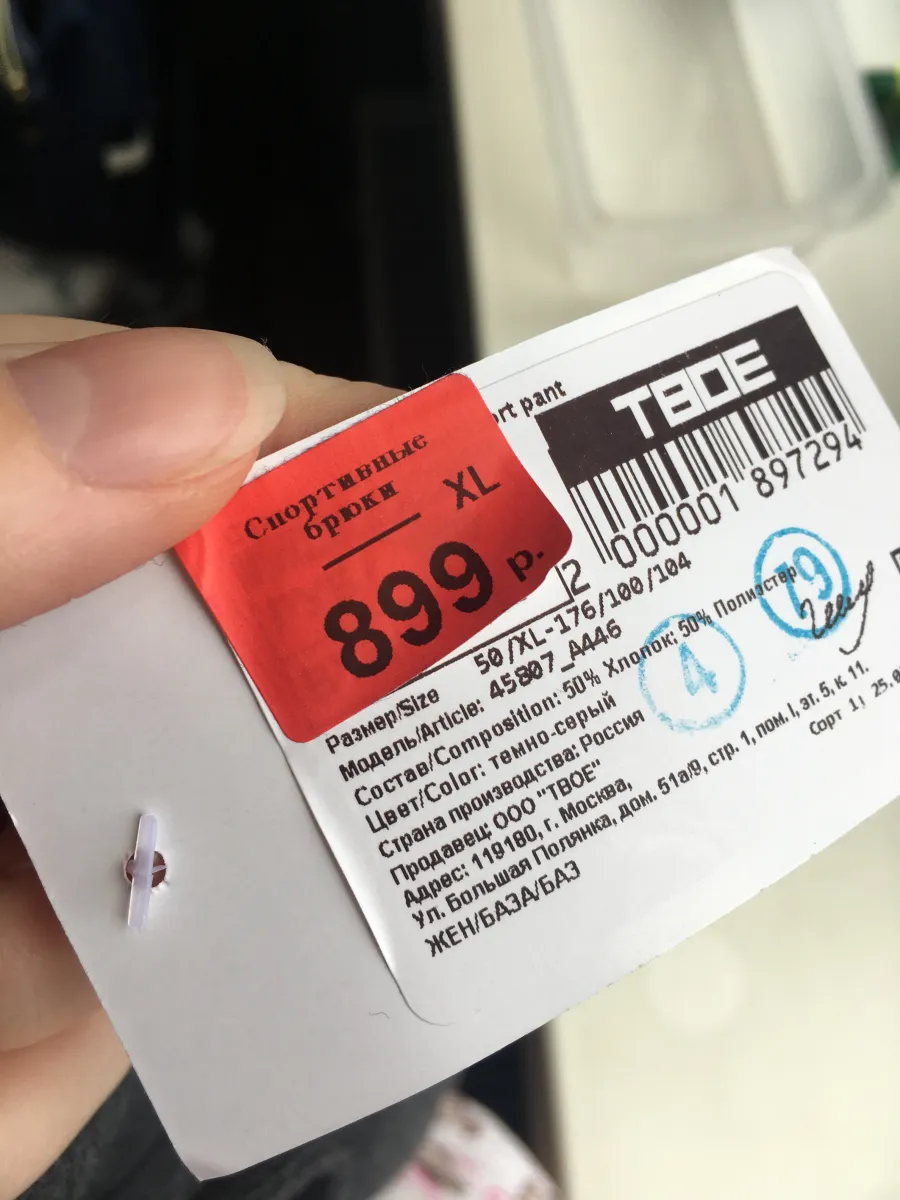 Спортивные
брюки
XL
899 р.
rt pant
ТВОЕ
2 000001 897294
Размер/Size 50/XL-176/100/104
Модель/Article: 45807_A446
Состав/Composition: 50% Хлопок; 50% Полиэстер
Цвет/Color: темно-серый
Страна производства: Россия
Продавец: ООО "ТВОЕ"
Адрес: 119180, г. Москва,
Ул. Большая Полянка, дом. 51а/9, стр. 1, пом. I, эт. 5, к. 11.
ЖЕН/БАЗА/БАЗ
Сорт 1
4
79